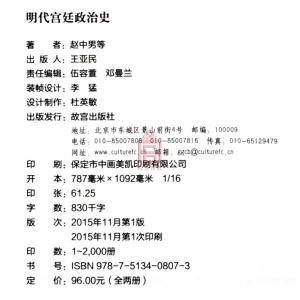 明代宫廷政治史
著　　者：赵中男等
出 版 人：王亚民
责任编辑：伍容萱　邓曼兰
装帧设计：李　猛
设计制作：杜英敏
出版发行：故宫出版社
地址：北京市东城区景山前街4号　邮编：100009
电话：010-85007808　010-85007816　传真：010-65129479
网址：www.culturefc.cn　邮箱：ggcb@culturefc.cn
印　　刷：保定市中画美凯印刷有限公司
开　　本：787毫米×1092毫米　1/16
印　　张：61.25
字　　数：830千字
版　　次：2015年11月第1版
2015年11月第1次印刷
印　　数：1~2,000册
书　　号：ISBN 978-7-5134-0807-3
定　　价：96.00元（全两册）